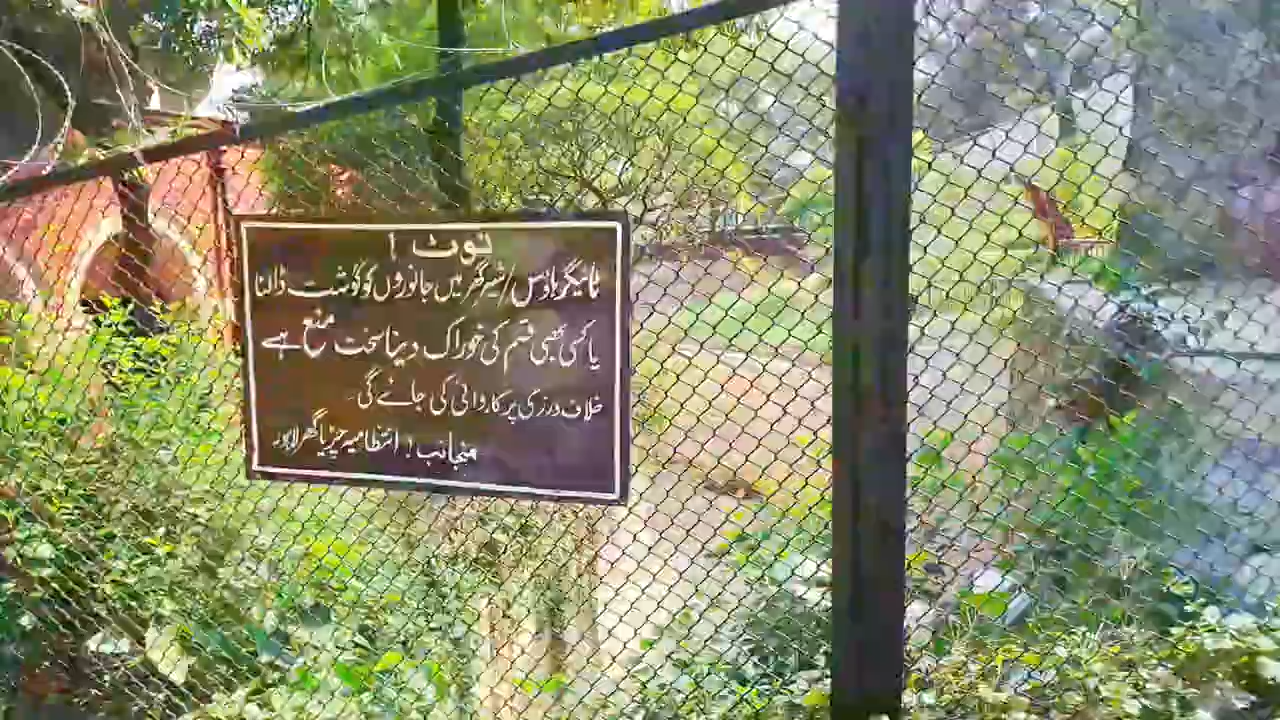 نوٹ !
ٹائیگر ہاؤس/شیر گھر میں جانوروں کو گوشت ڈالنا
یا کسی بھی قسم کی خوراک دینا سخت منع ہے
خلاف ورزی پر کاروائی کی جائے گی۔
منجانب ! انتظامیہ چڑیا گھر لاہور